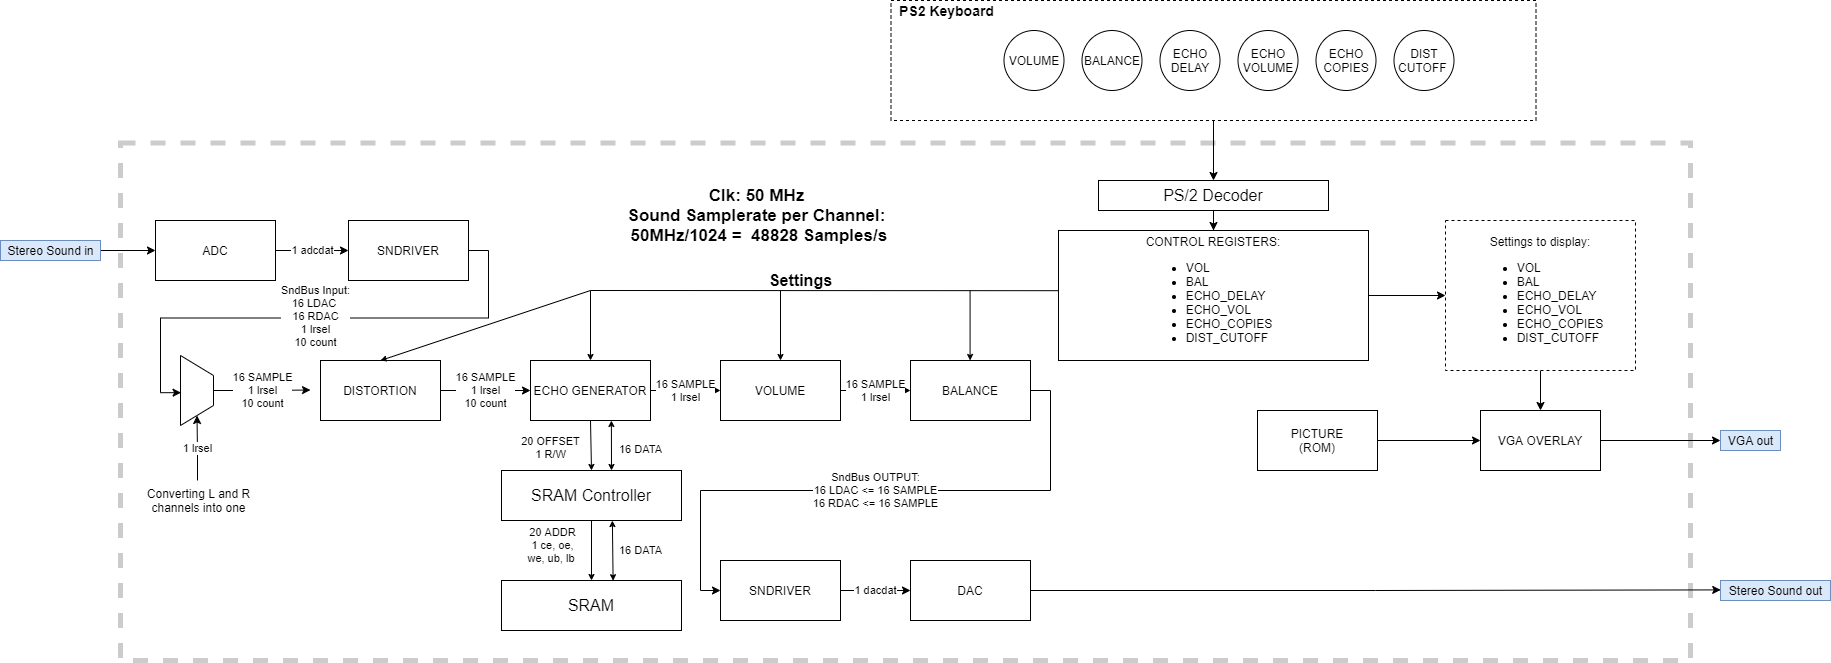 PS2 Keyboard
VOLUME
BALANCE
ECHO
DELAY
ECHO
VOLUME
ECHO
COPIES
DIST
CUTOFF
PS/2 Decoder
Clk: 50 MHz
Sound Samplerate per Channel:
50MHz/1024 =  48828 Samples/s
Stereo Sound in
ADC
1 adcdat
SNDRIVER
SndBus Input:
16 LDAC
16 RDAC
1 lrsel
10 count
CONTROL REGISTERS:
• VOL
• BAL
• ECHO_DELAY
• ECHO_VOL
• ECHO_COPIES
• DIST_CUTOFF
Settings to display:
• VOL
• BAL
• ECHO_DELAY
• ECHO_VOL
• ECHO_COPIES
• DIST_CUTOFF
Settings
16 SAMPLE
1 lrsel
10 count
DISTORTION
16 SAMPLE
1 lrsel
10 count
ECHO GENERATOR
16 SAMPLE
1 lrsel
VOLUME
16 SAMPLE
1 lrsel
BALANCE
1 lrsel
Converting L and R
channels into one
20 OFFSET
1 R/W
16 DATA
SRAM Controller
20 ADDR
1 ce, oe,
we, ub, lb
16 DATA
SRAM
PICTURE
(ROM)
VGA OVERLAY
VGA out
SndBus OUTPUT:
16 LDAC <= 16 SAMPLE
16 RDAC <= 16 SAMPLE
SNDRIVER
1 dacdat
DAC
Stereo Sound out